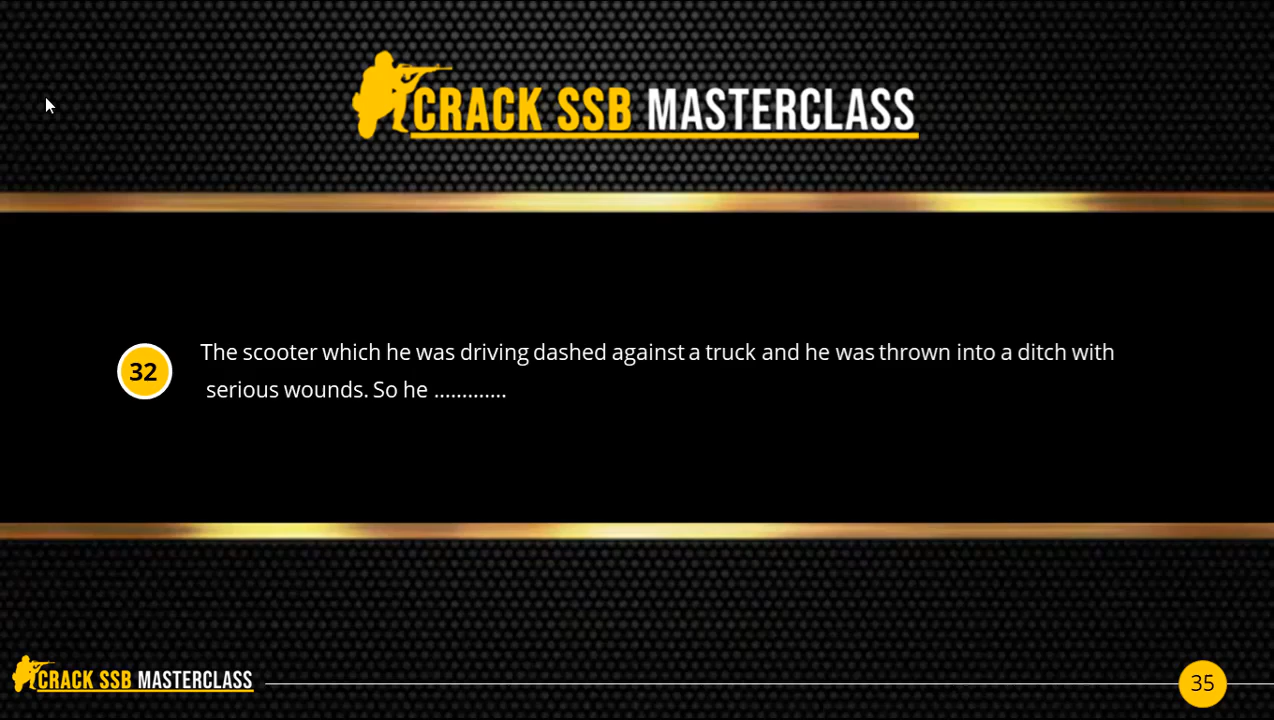 CRACK SSB MASTERCLASS
32
The scooter which he was driving dashed against a truck and he was thrown into a ditch with
serious wounds. So he .............
CRACK SSB MASTERCLASS
35